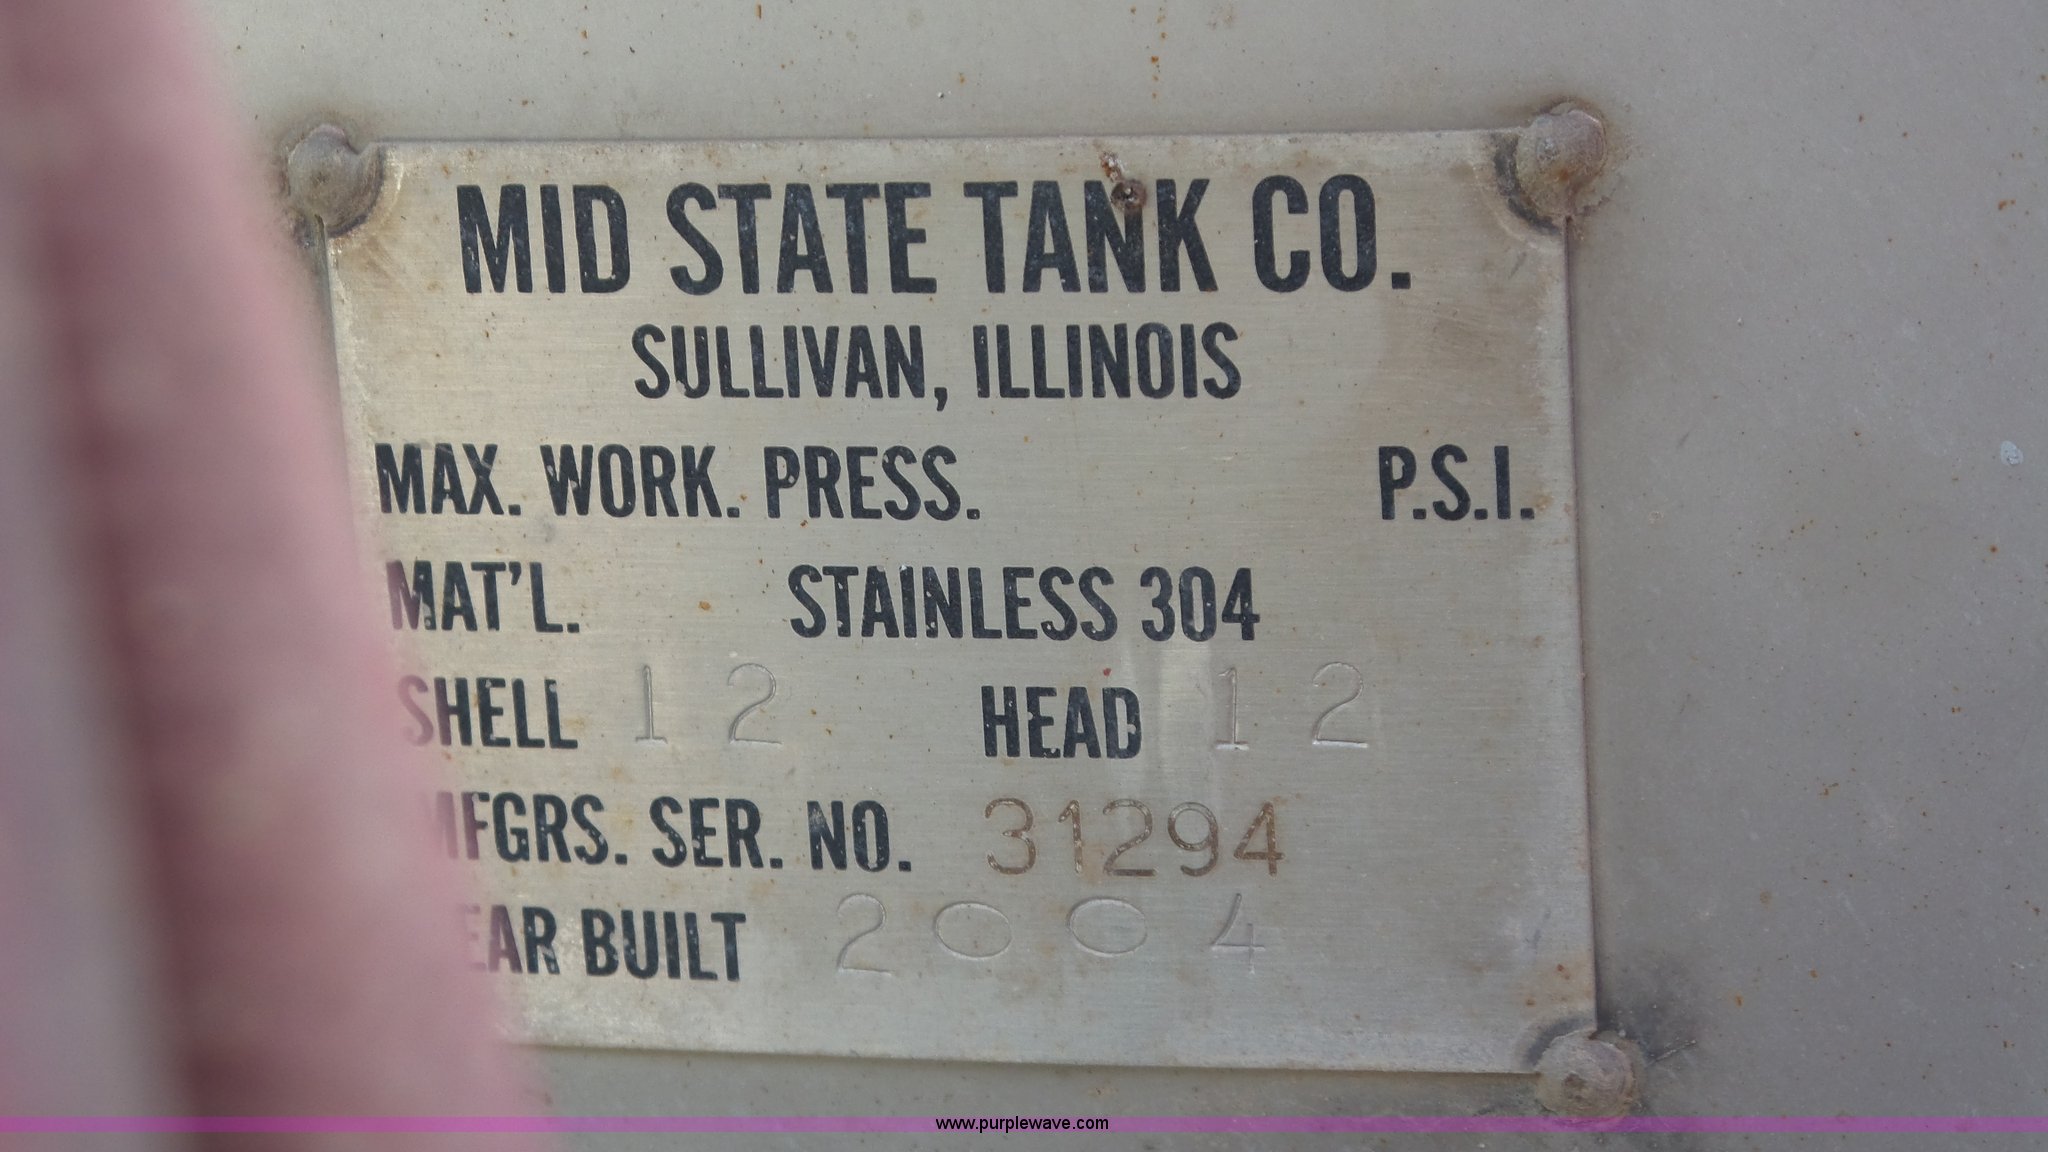 MID STATE TANK CO.
SULLIVAN, ILLINOIS
MAX. WORK. PRESS. P.S.I.
MAT'L. STAINLESS 304
SHELL 12 HEAD 12
MFGRS. SER. NO. 31294
EAR BUILT 2004
www.purplewave.com